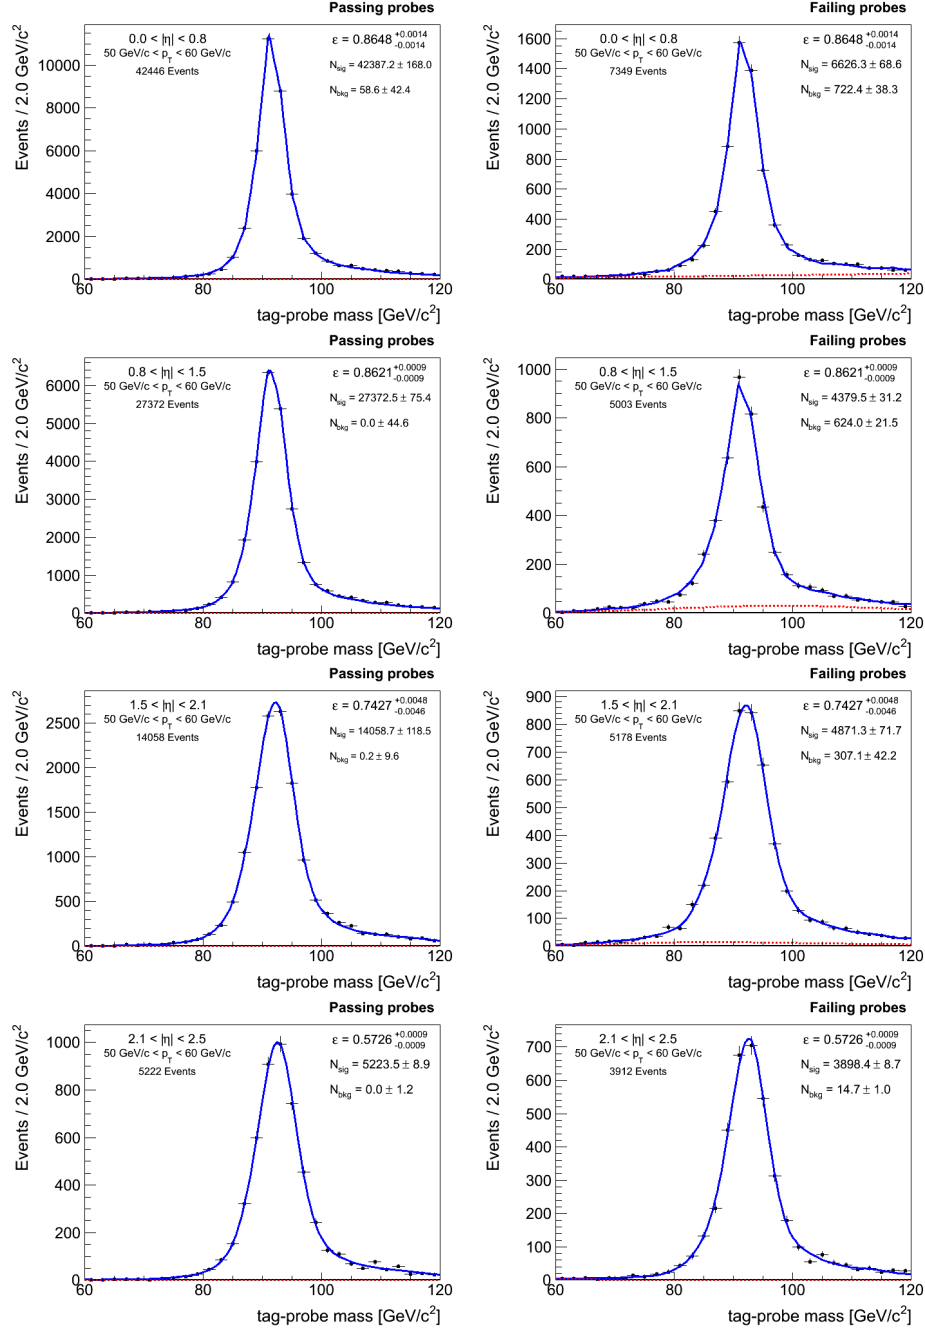 Passing probes
Events / 2.0 GeV/c²
0.0 < |η| < 0.8
50 GeV/c < p_T < 60 GeV/c
42446 Events
ε = 0.8648 +0.0014 -0.0014
N_sig = 42387.2 ± 168.0
N_bkg = 58.6 ± 42.4
10000
8000
6000
4000
2000
0
60 80 100 120
tag-probe mass [GeV/c²]
Failing probes
Events / 2.0 GeV/c²
0.0 < |η| < 0.8
50 GeV/c < p_T < 60 GeV/c
7349 Events
ε = 0.8648 +0.0014 -0.0014
N_sig = 6626.3 ± 68.6
N_bkg = 722.4 ± 38.3
1600
1400
1200
1000
800
600
400
200
0
60 80 100 120
tag-probe mass [GeV/c²]
Passing probes
Events / 2.0 GeV/c²
0.8 < |η| < 1.5
50 GeV/c < p_T < 60 GeV/c
27372 Events
ε = 0.8621 +0.0009 -0.0009
N_sig = 27372.5 ± 75.4
N_bkg = 0.0 ± 44.6
6000
5000
4000
3000
2000
1000
0
60 80 100 120
tag-probe mass [GeV/c²]
Failing probes
Events / 2.0 GeV/c²
0.8 < |η| < 1.5
50 GeV/c < p_T < 60 GeV/c
5003 Events
ε = 0.8621 +0.0009 -0.0009
N_sig = 4379.5 ± 31.2
N_bkg = 624.0 ± 21.5
1000
800
600
400
200
0
60 80 100 120
tag-probe mass [GeV/c²]
Passing probes
Events / 2.0 GeV/c²
1.5 < |η| < 2.1
50 GeV/c < p_T < 60 GeV/c
14058 Events
ε = 0.7427 +0.0048 -0.0046
N_sig = 14058.7 ± 118.5
N_bkg = 0.2 ± 9.6
2500
2000
1500
1000
500
0
60 80 100 120
tag-probe mass [GeV/c²]
Failing probes
Events / 2.0 GeV/c²
1.5 < |η| < 2.1
50 GeV/c < p_T < 60 GeV/c
5178 Events
ε = 0.7427 +0.0048 -0.0046
N_sig = 4871.3 ± 71.7
N_bkg = 307.1 ± 42.2
900
800
700
600
500
400
300
200
100
0
60 80 100 120
tag-probe mass [GeV/c²]
Passing probes
Events / 2.0 GeV/c²
2.1 < |η| < 2.5
50 GeV/c < p_T < 60 GeV/c
5222 Events
ε = 0.5726 +0.0009 -0.0009
N_sig = 5223.5 ± 8.9
N_bkg = 0.0 ± 1.2
1000
800
600
400
200
0
60 80 100 120
tag-probe mass [GeV/c²]
Failing probes
Events / 2.0 GeV/c²
2.1 < |η| < 2.5
50 GeV/c < p_T < 60 GeV/c
3912 Events
ε = 0.5726 +0.0009 -0.0009
N_sig = 3898.4 ± 8.7
N_bkg = 14.7 ± 1.0
700
600
500
400
300
200
100
0
60 80 100 120
tag-probe mass [GeV/c²]